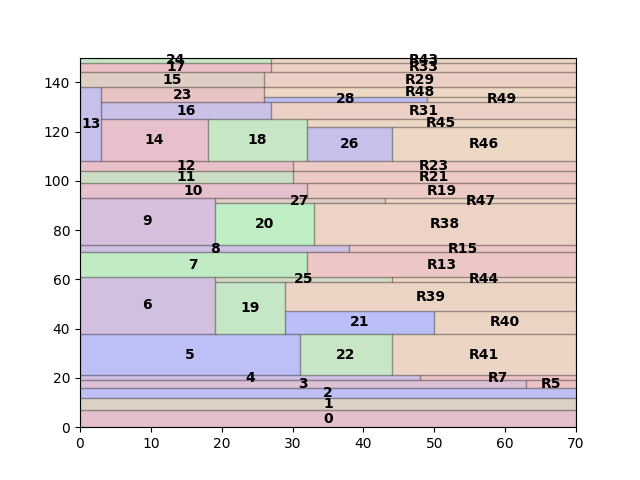 24 R43
17 R33
140
15 R29
23 R48
28 R49
16 R31
13 R45
120
14 18 26 R46
12 R23
100
11 R21
10 R19
27 R47
9 20 R38
80
8 R15
7 R13
60
25 R44
6 19 R39
21 R40
40
5 22 R41
20
4 R7
3 R5
2
1
0
0
0 10 20 30 40 50 60 70